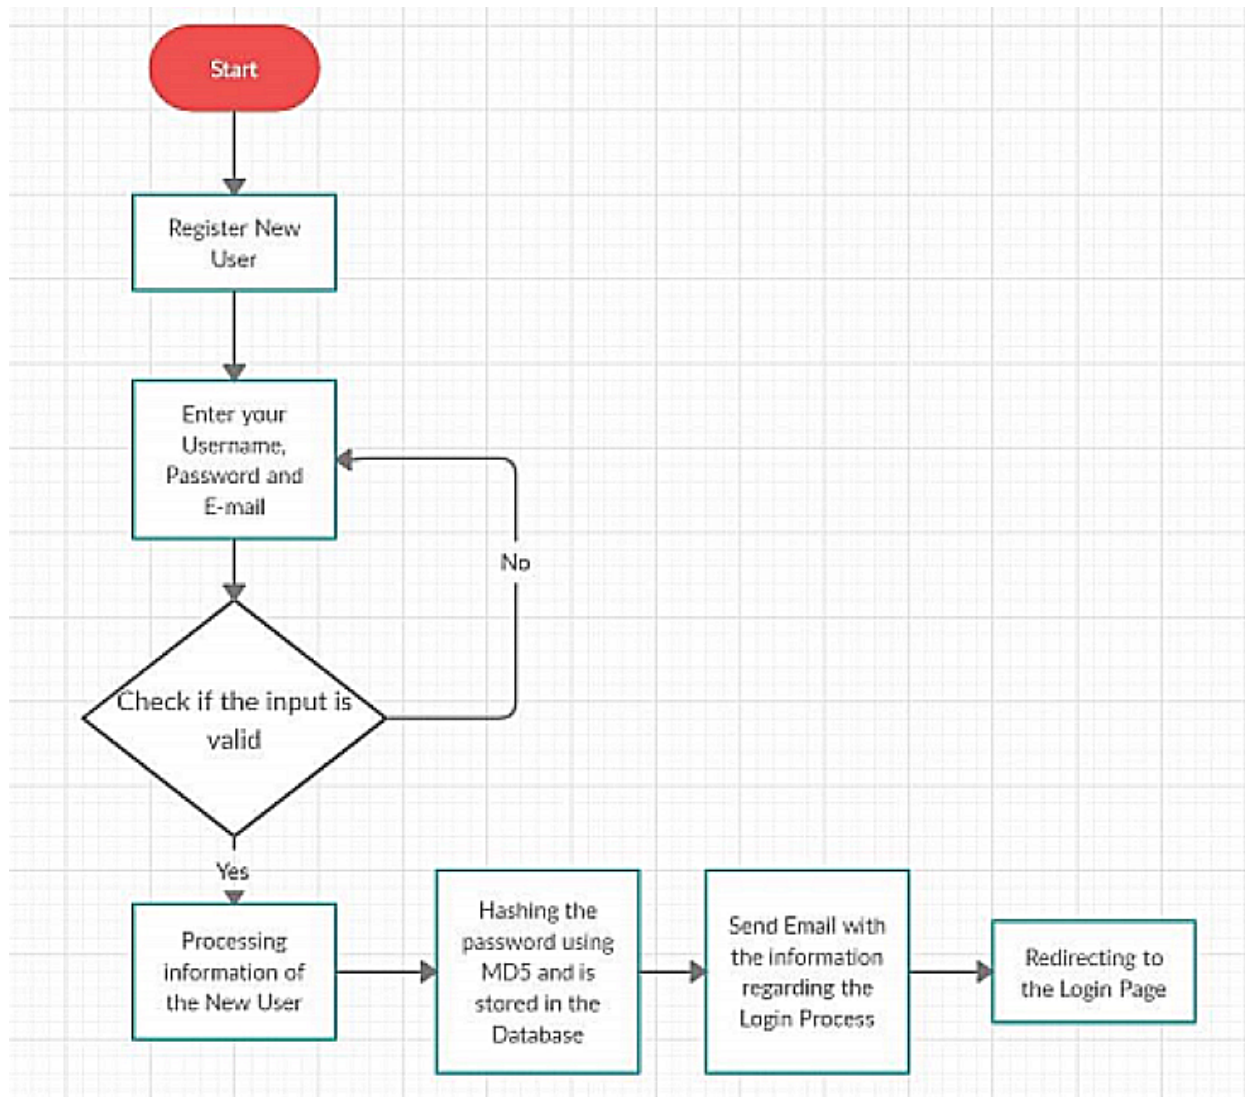 Start
Register New
User
Enter your
Username,
Password and
E-mail
No
Check if the input is
valid
Yes
Processing
information of
the New User
Hashing the
password using
MD5 and is
stored in the
Database
Send Email with
the information
regarding the
Login Process
Redirecting to
the Login Page